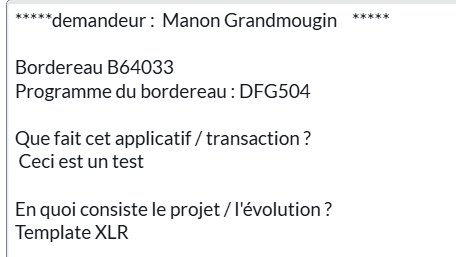 *****demandeur : Manon Grandmougin *****
Bordereau B64033
Programme du bordereau : DFG504
Que fait cet applicatif / transaction ?
Ceci est un test
En quoi consiste le projet / l'évolution ?
Template XLR